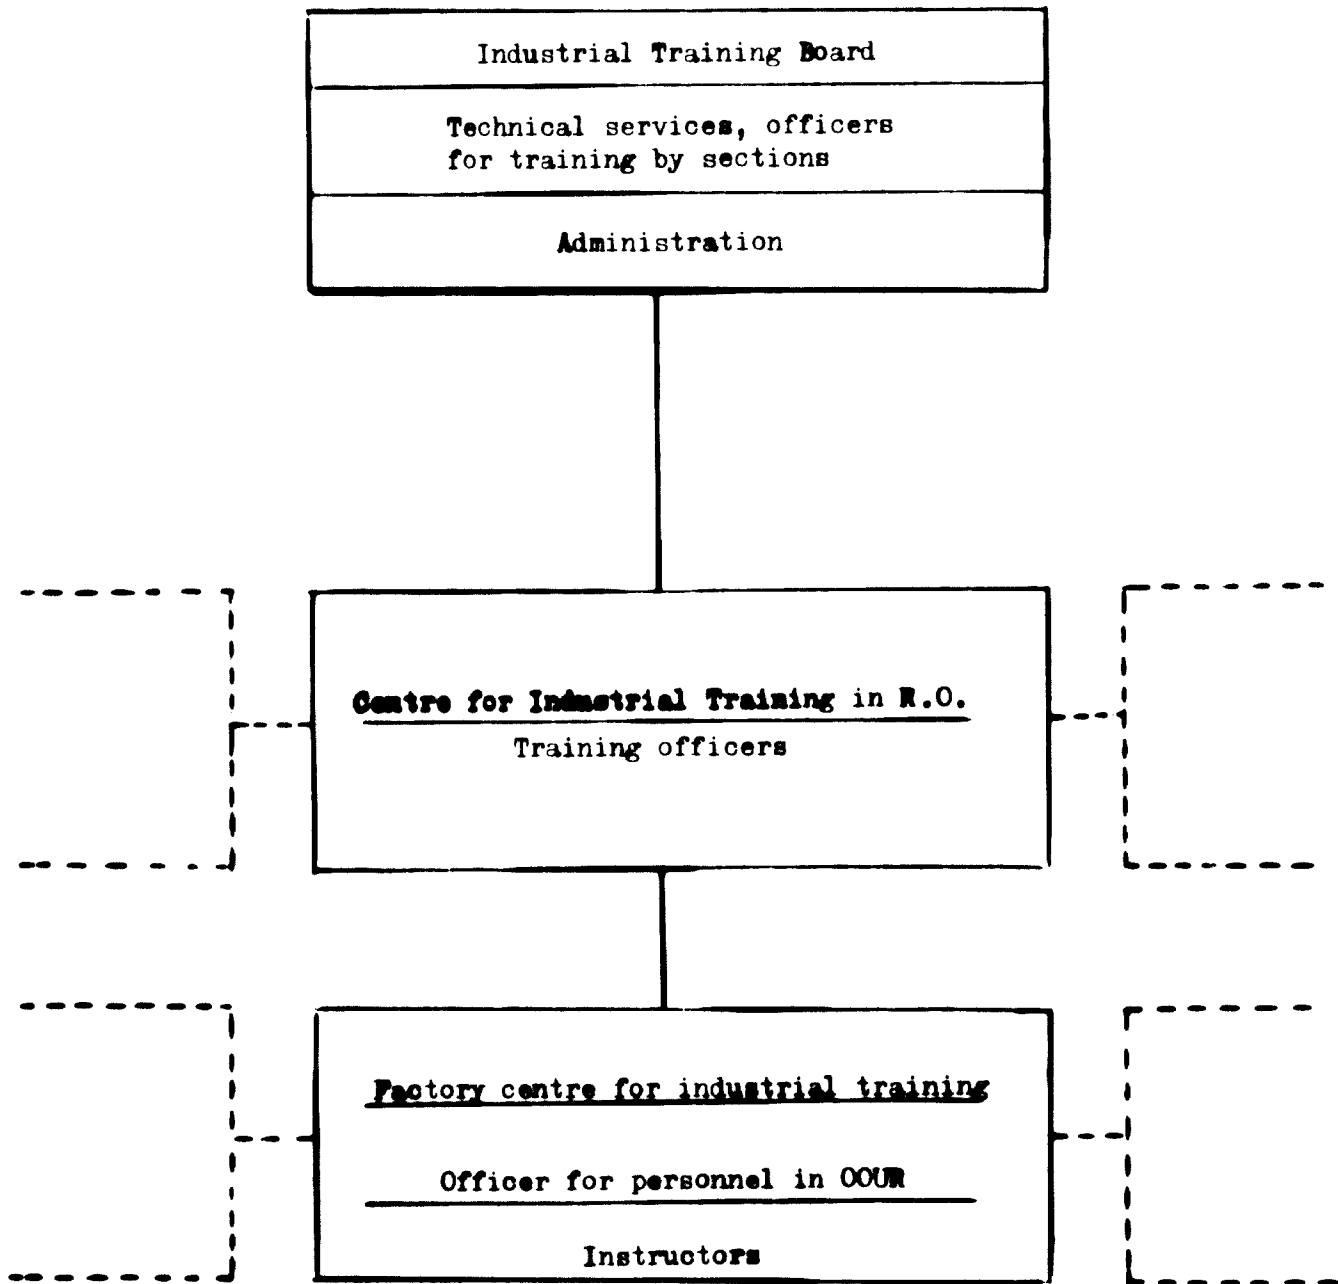 Industrial Training Board
Technical services, officers
for training by sections
Administration
Centre for Industrial Training in R.O.
Training officers
Factory centre for industrial training
Officer for personnel in OOUR
Instructors